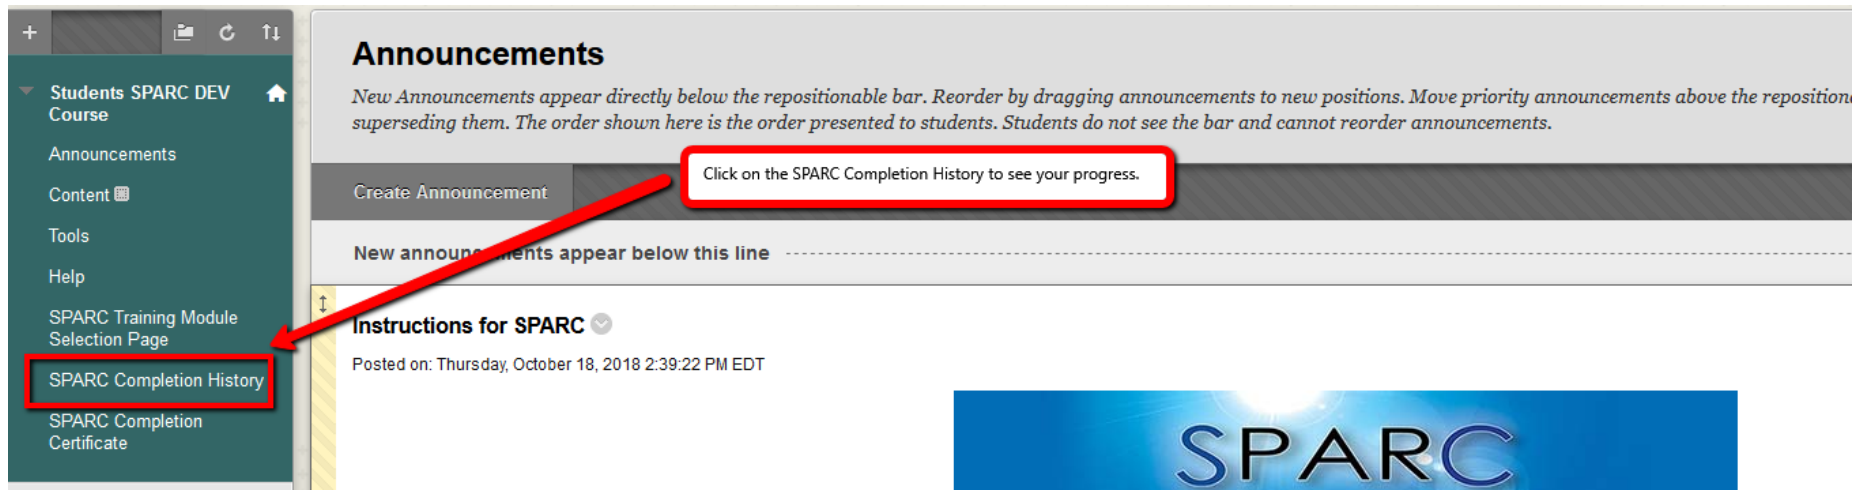 +
Students SPARC DEV
Course
Announcements
Content
Tools
Help
SPARC Training Module
Selection Page
SPARC Completion History
SPARC Completion
Certificate
Announcements
New Announcements appear directly below the repositionable bar. Reorder by dragging announcements to new positions. Move priority announcements above the
superseding them. The order shown here is the order presented to students. Students do not see the bar and cannot reorder announcements.
Click on the SPARC Completion History to see your progress.
Create Announcement
New announcements appear below this line
Instructions for SPARC
Posted on: Thursday, October 18, 2018 2:39:22 PM EDT
SPARC